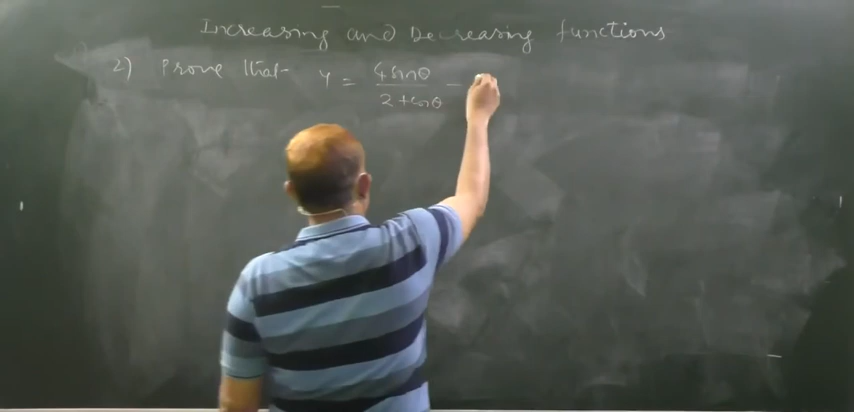 Increasing and Decreasing functions
2) Prove that y = 4sinθ / 2+cosθ -